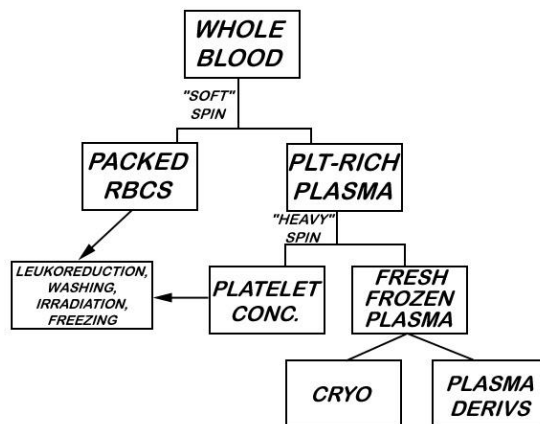 WHOLE
BLOOD
"SOFT"
SPIN
PACKED
RBCS
PLT-RICH
PLASMA
"HEAVY"
SPIN
LEUKOREDUCTION,
WASHING,
IRRADIATION,
FREEZING
PLATELET
CONC.
FRESH
FROZEN
PLASMA
CRYO
PLASMA
DERIVS